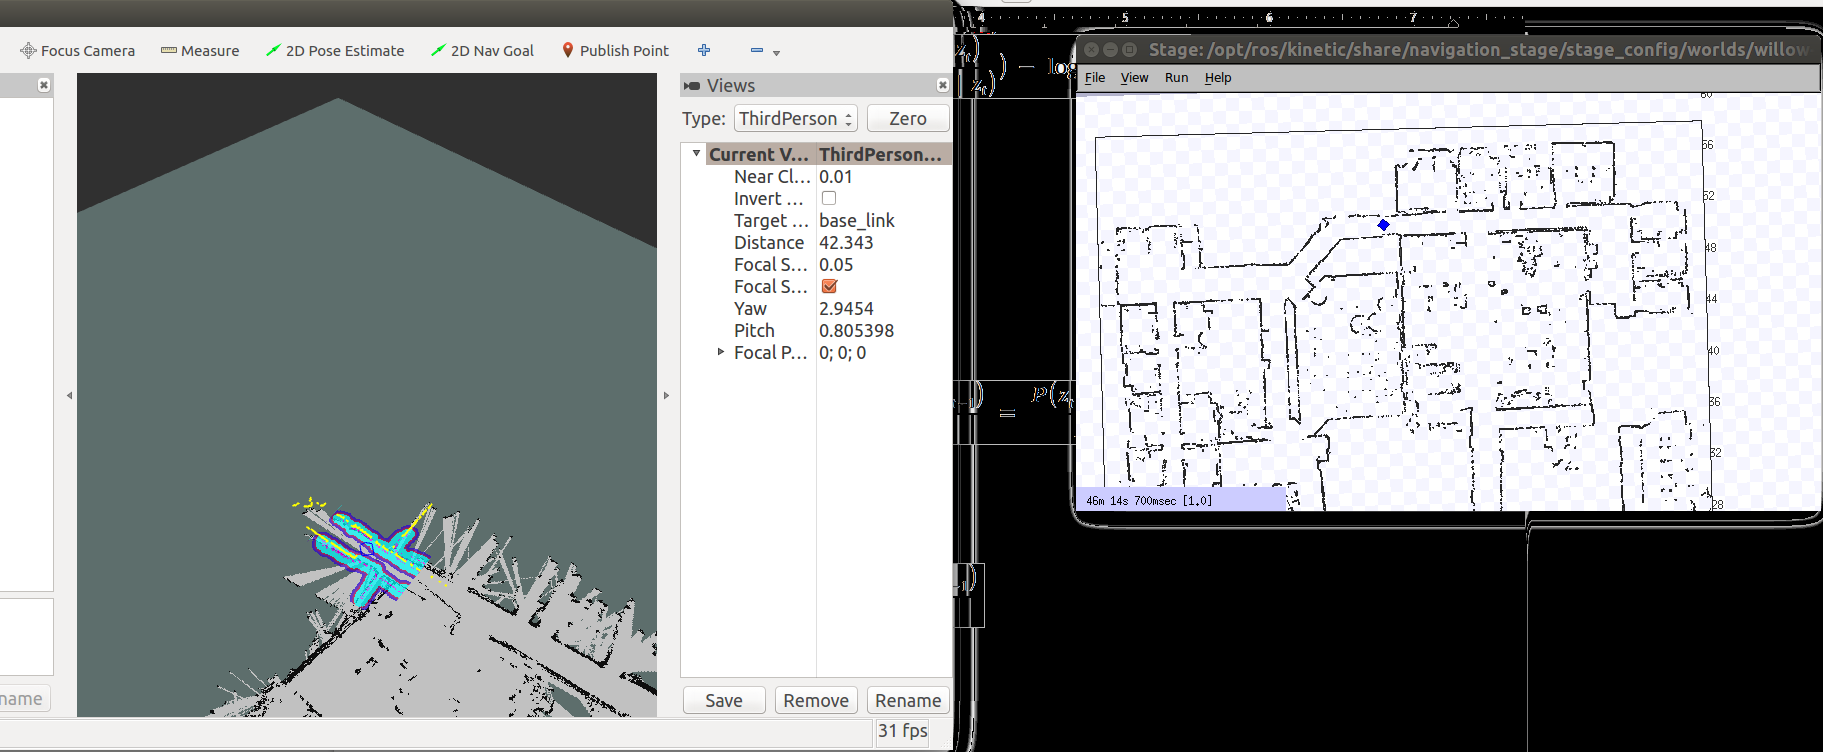 Focus Camera Measure 2D Pose Estimate 2D Nav Goal Publish Point
Views
Type: ThirdPerson Zero
Current V... ThirdPerson...
Near Cl... 0.01
Invert ...
Target ... base_link
Distance 42.343
Focal S... 0.05
Focal S...
Yaw 2.9454
Pitch 0.805398
Focal P... 0; 0; 0
Save Remove Rename
name
31 fps
4 5 6 7
) − log
= P(z
Stage: /opt/ros/kinetic/share/navigation_stage/stage_config/worlds/willow
File View Run Help
60
56
52
48
44
40
36
32
28
46m 14s 700msec [1.0]